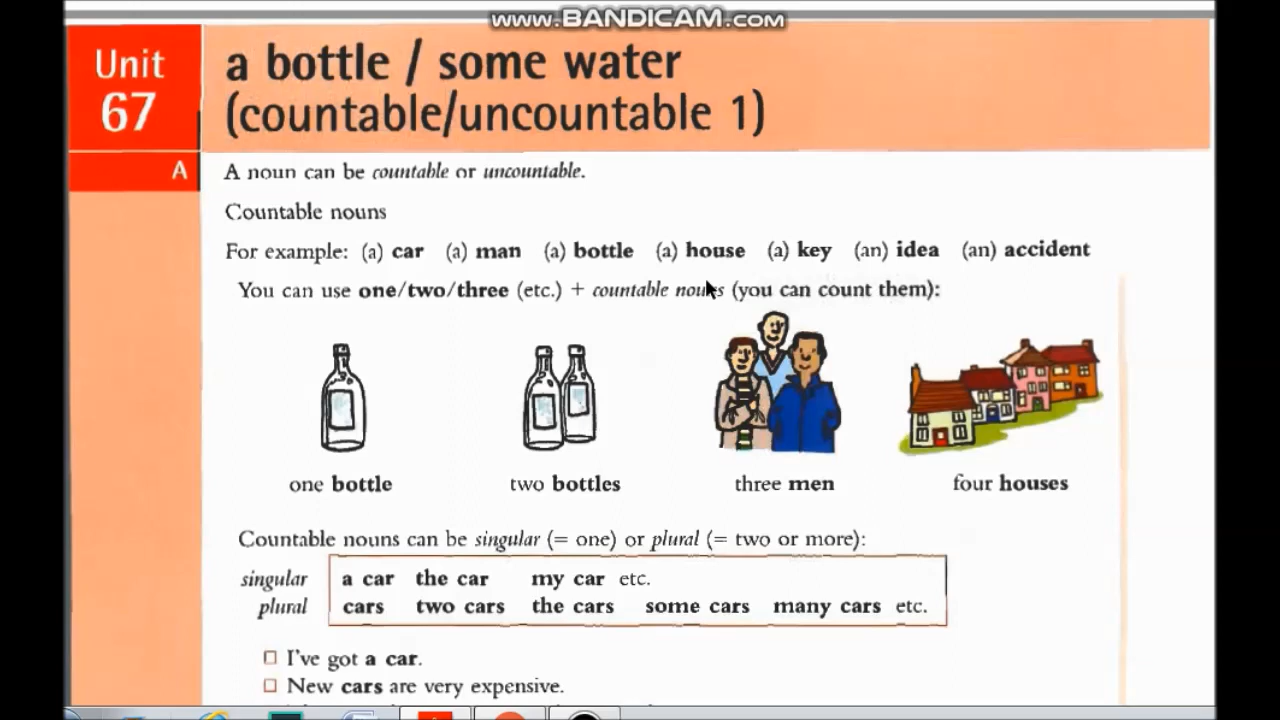 www.BANDICAM.com
Unit
67
a bottle / some water
(countable/uncountable 1)
A
A noun can be countable or uncountable.
Countable nouns
For example: (a) car (a) man (a) bottle (a) house (a) key (an) idea (an) accident
You can use one/two/three (etc.) + countable nouns (you can count them):
one bottle two bottles three men four houses
Countable nouns can be singular (= one) or plural (= two or more):
singular a car the car my car etc.
plural cars two cars the cars some cars many cars etc.
□ I've got a car.
□ New cars are very expensive.